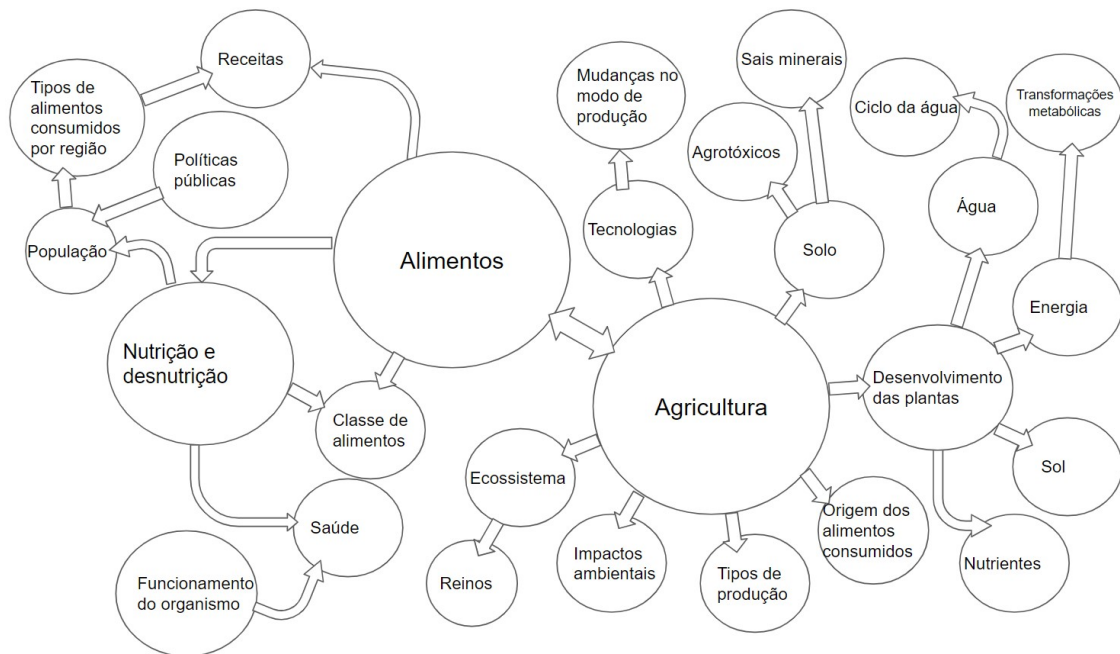 Receitas
Tipos de
alimentos
consumidos
por região
Políticas
públicas
População
Nutrição e
desnutrição
Alimentos
Classe de
alimentos
Saúde
Funcionamento
do organismo
Mudanças no
modo de
produção
Tecnologias
Agrotóxicos
Sais minerais
Solo
Ciclo da água
Transformações
metabólicas
Água
Energia
Agricultura
Desenvolvimento
das plantas
Sol
Nutrientes
Ecossistema
Reinos
Impactos
ambientais
Tipos de
produção
Origem dos
alimentos
consumidos